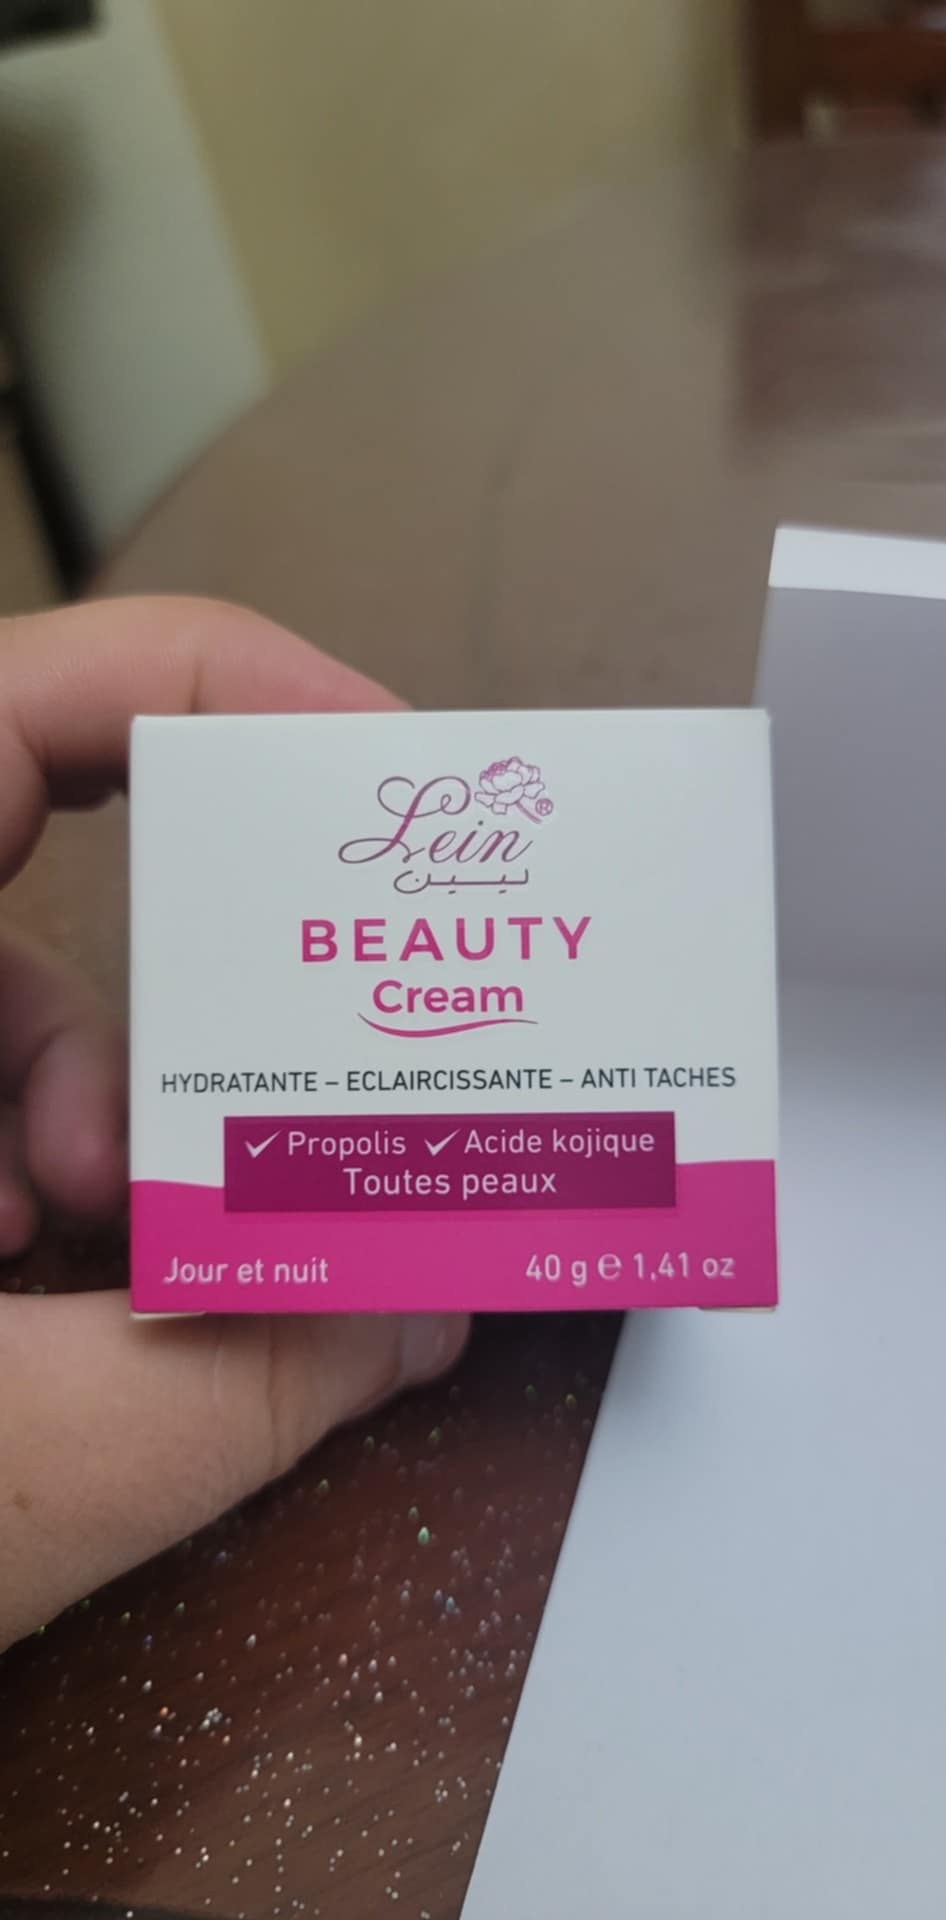 Lein®
ليـــيـــن
BEAUTY
Cream
HYDRATANTE – ECLAIRCISSANTE – ANTI TACHES
✓ Propolis ✓ Acide kojique
Toutes peaux
Jour et nuit 40 g ℮ 1,41 oz